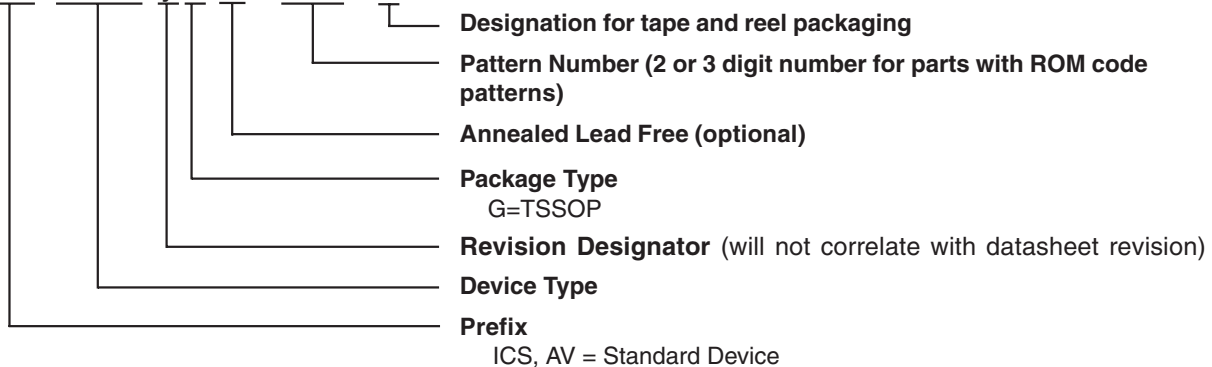 Designation for tape and reel packaging
Pattern Number (2 or 3 digit number for parts with ROM code
patterns)
Annealed Lead Free (optional)
Package Type
G=TSSOP
Revision Designator (will not correlate with datasheet revision)
Device Type
Prefix
ICS, AV = Standard Device